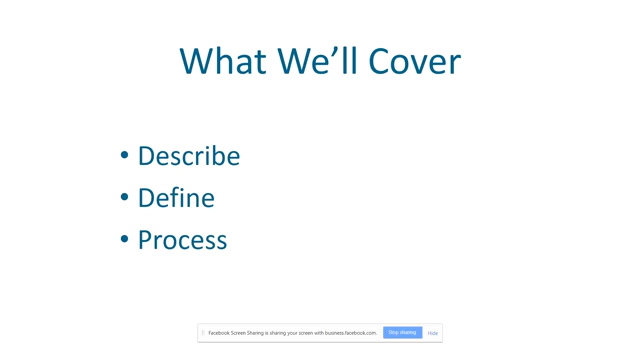 What We’ll Cover
• Describe
• Define
• Process
Facebook Screen Sharing is sharing your screen with business.facebook.com. Stop sharing Hide